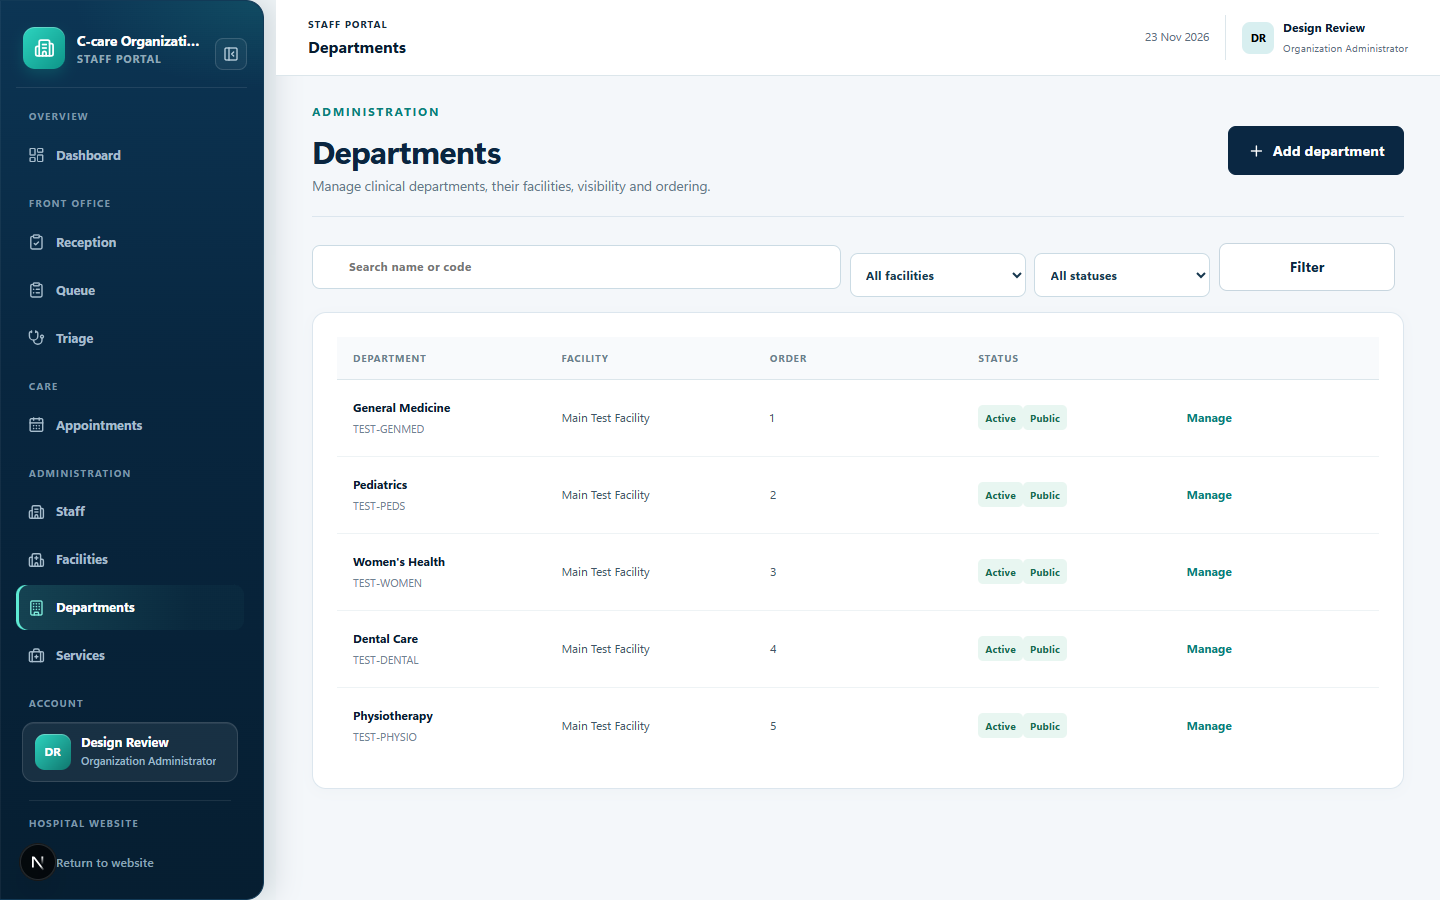 C-care Organizati...
STAFF PORTAL
OVERVIEW
Dashboard
FRONT OFFICE
Reception
Queue
Triage
CARE
Appointments
ADMINISTRATION
Staff
Facilities
Departments
Services
ACCOUNT
DR
Design Review
Organization Administrator
HOSPITAL WEBSITE
N
Return to website
STAFF PORTAL
Departments
23 Nov 2026
DR
Design Review
Organization Administrator
ADMINISTRATION
Departments
Manage clinical departments, their facilities, visibility and ordering.
+ Add department
Search name or code
All facilities
All statuses
Filter
DEPARTMENT FACILITY ORDER STATUS
General Medicine
TEST-GENMED
Main Test Facility 1 Active Public Manage
Pediatrics
TEST-PEDS
Main Test Facility 2 Active Public Manage
Women's Health
TEST-WOMEN
Main Test Facility 3 Active Public Manage
Dental Care
TEST-DENTAL
Main Test Facility 4 Active Public Manage
Physiotherapy
TEST-PHYSIO
Main Test Facility 5 Active Public Manage